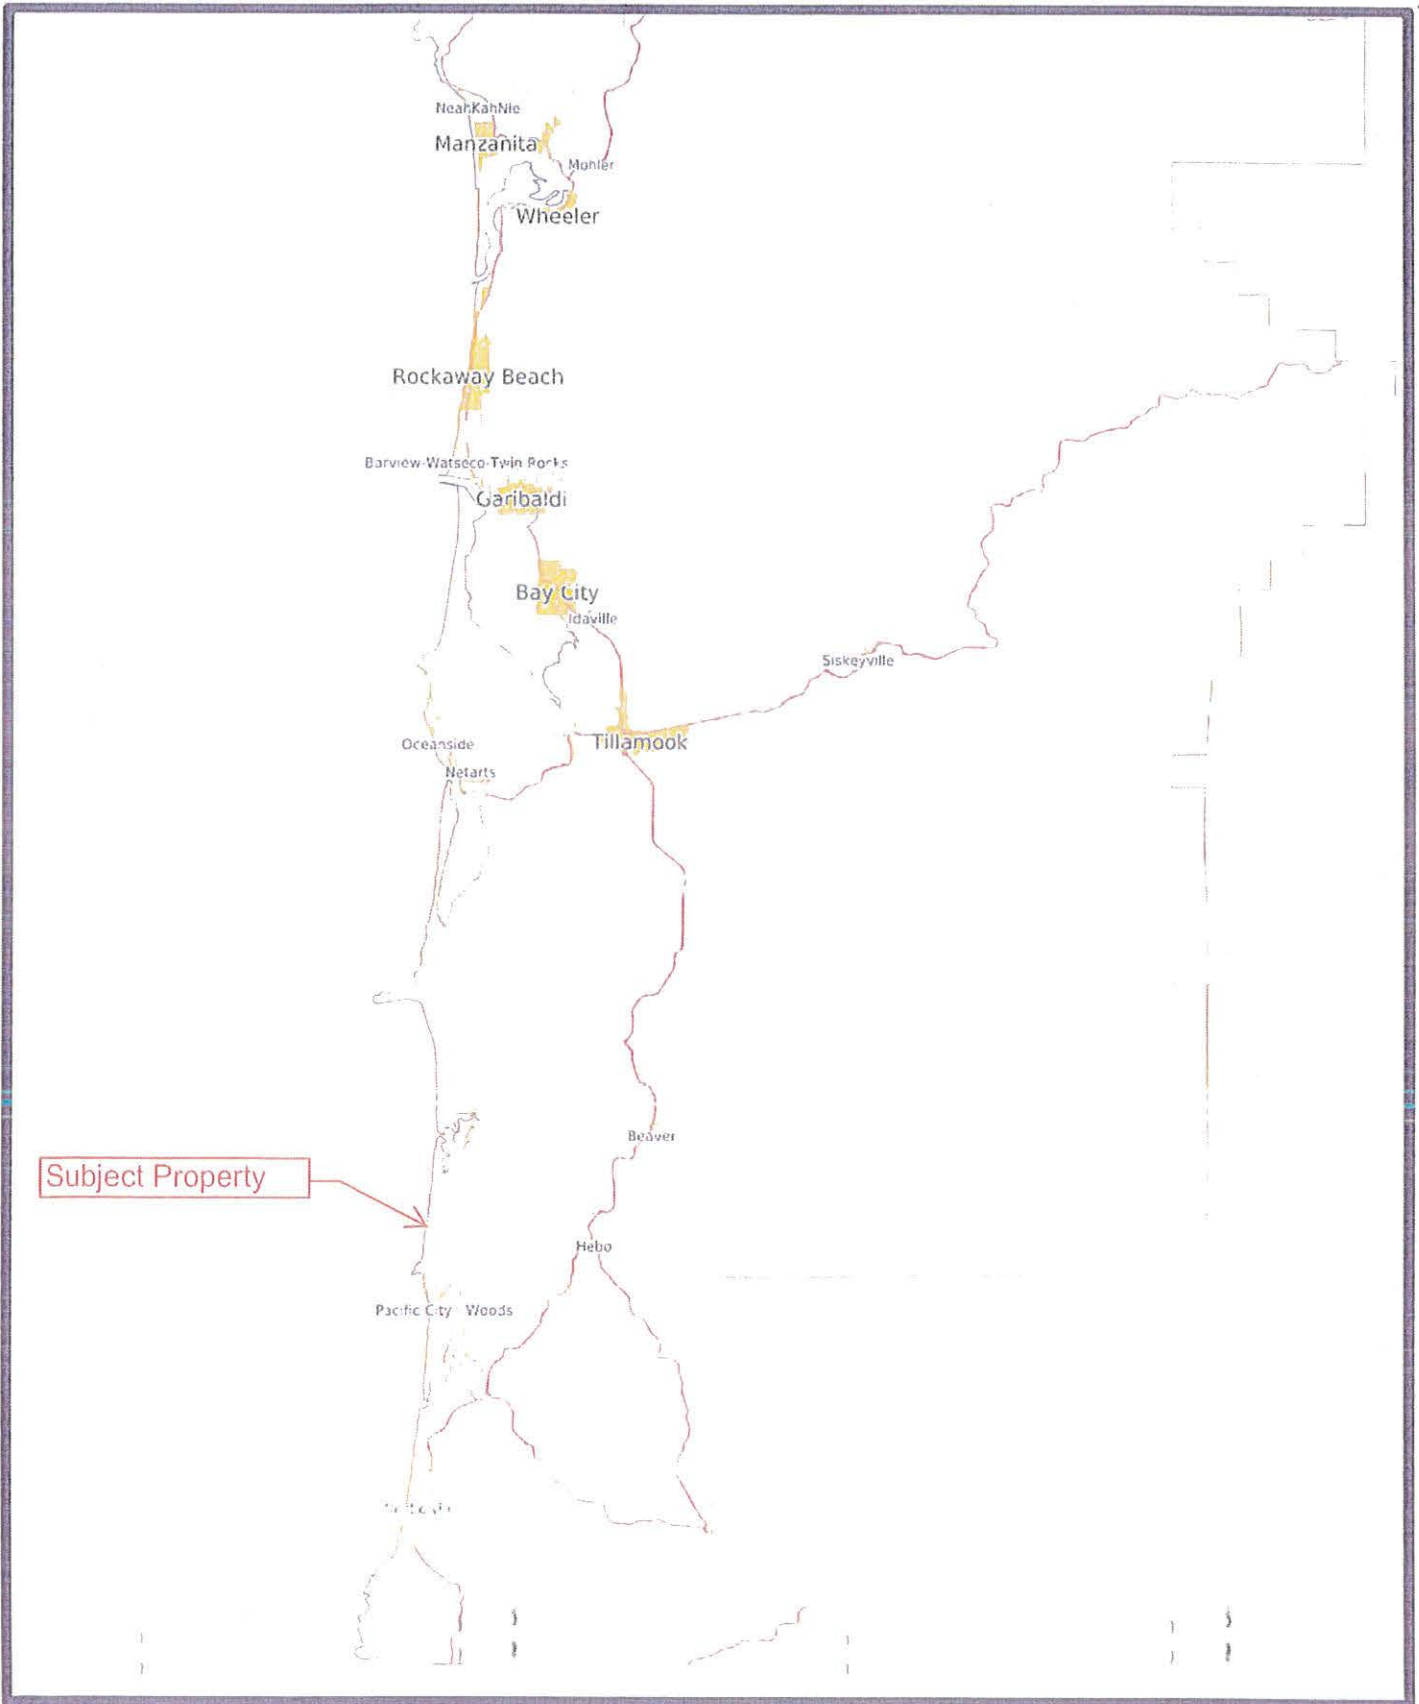 NeahKahNie
Manzanita
Mohler
Wheeler
Rockaway Beach
Barview-Watseco-Twin Rocks
Garibaldi
Bay City
Idaville
Siskeyville
Oceanside
Tillamook
Netarts
Beaver
Subject Property
Hebo
Pacific City Woods